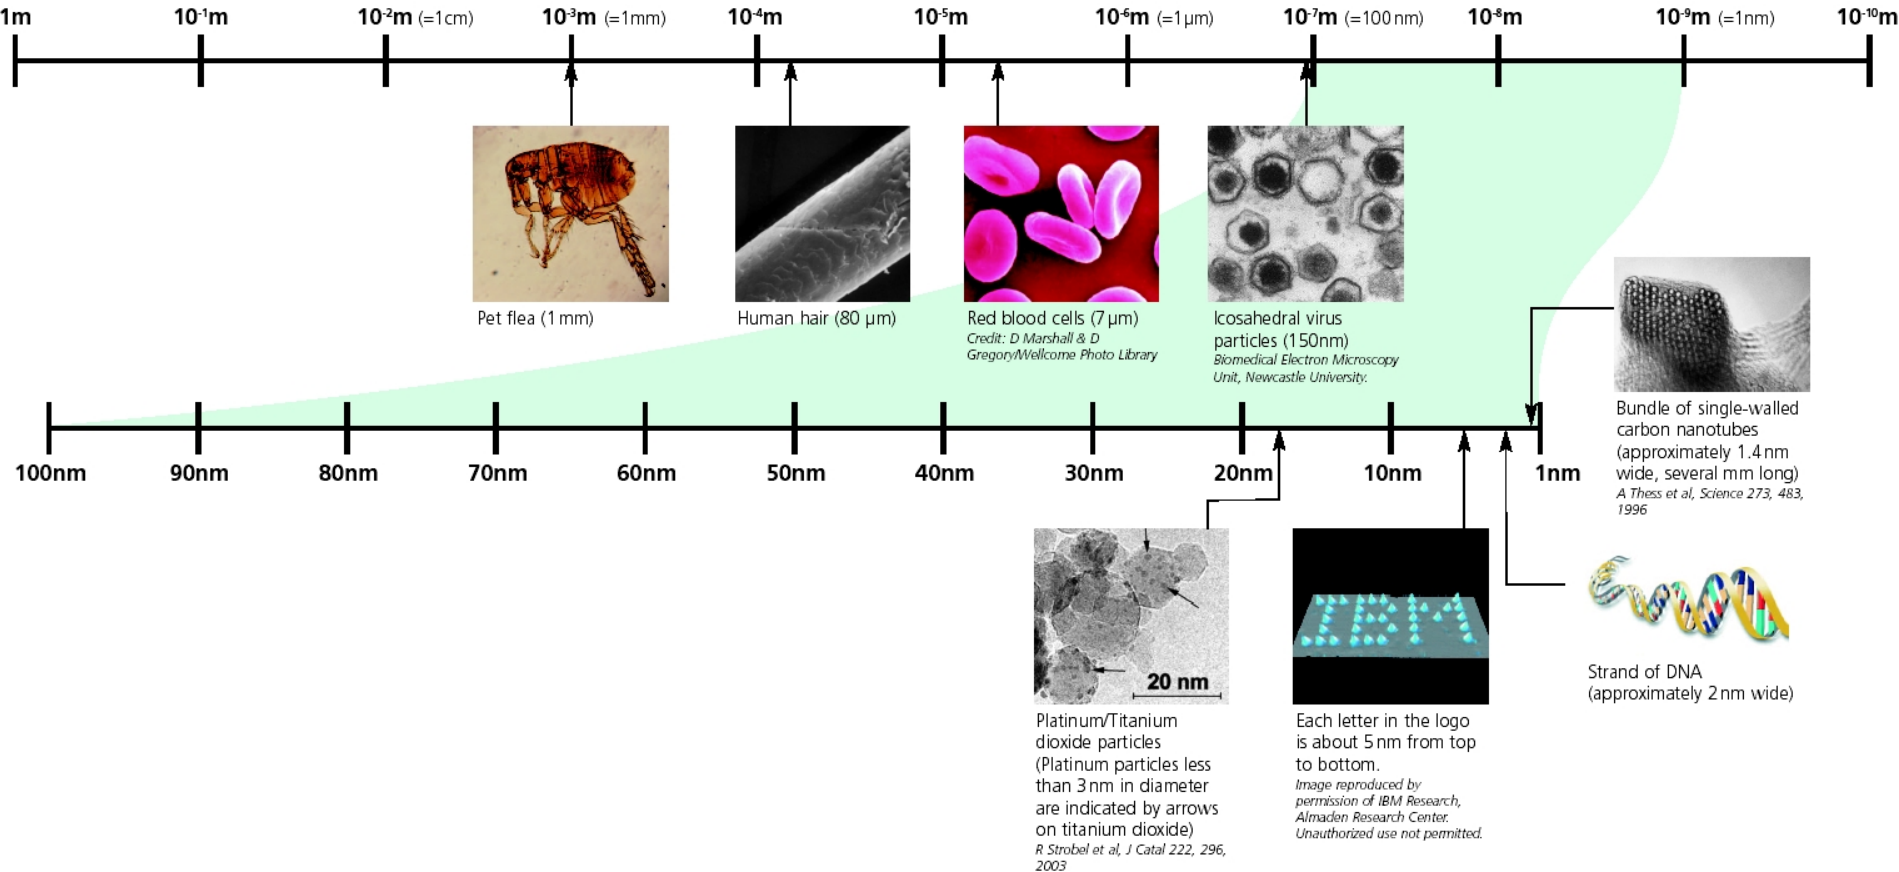 1m 10-1m 10-2m (=1cm) 10-3m (=1mm) 10-4m 10-5m 10-6m (=1µm) 10-7m (=100nm) 10-8m 10-9m (=1nm) 10-10m
Pet flea (1mm)
Human hair (80 µm)
Red blood cells (7µm)
Credit: D Marshall & D
Gregory/Wellcome Photo Library
Icosahedral virus
particles (150nm)
Biomedical Electron Microscopy
Unit, Newcastle University.
Bundle of single-walled
carbon nanotubes
(approximately 1.4nm
wide, several mm long)
A Thess et al, Science 273, 483,
1996
100nm 90nm 80nm 70nm 60nm 50nm 40nm 30nm 20nm 10nm 1nm
20 nm
Platinum/Titanium
dioxide particles
(Platinum particles less
than 3nm in diameter
are indicated by arrows
on titanium dioxide)
R Strobel et al, J Catal 222, 296,
2003
IBM
Each letter in the logo
is about 5nm from top
to bottom.
Image reproduced by
permission of IBM Research,
Almaden Research Center.
Unauthorized use not permitted.
Strand of DNA
(approximately 2nm wide)